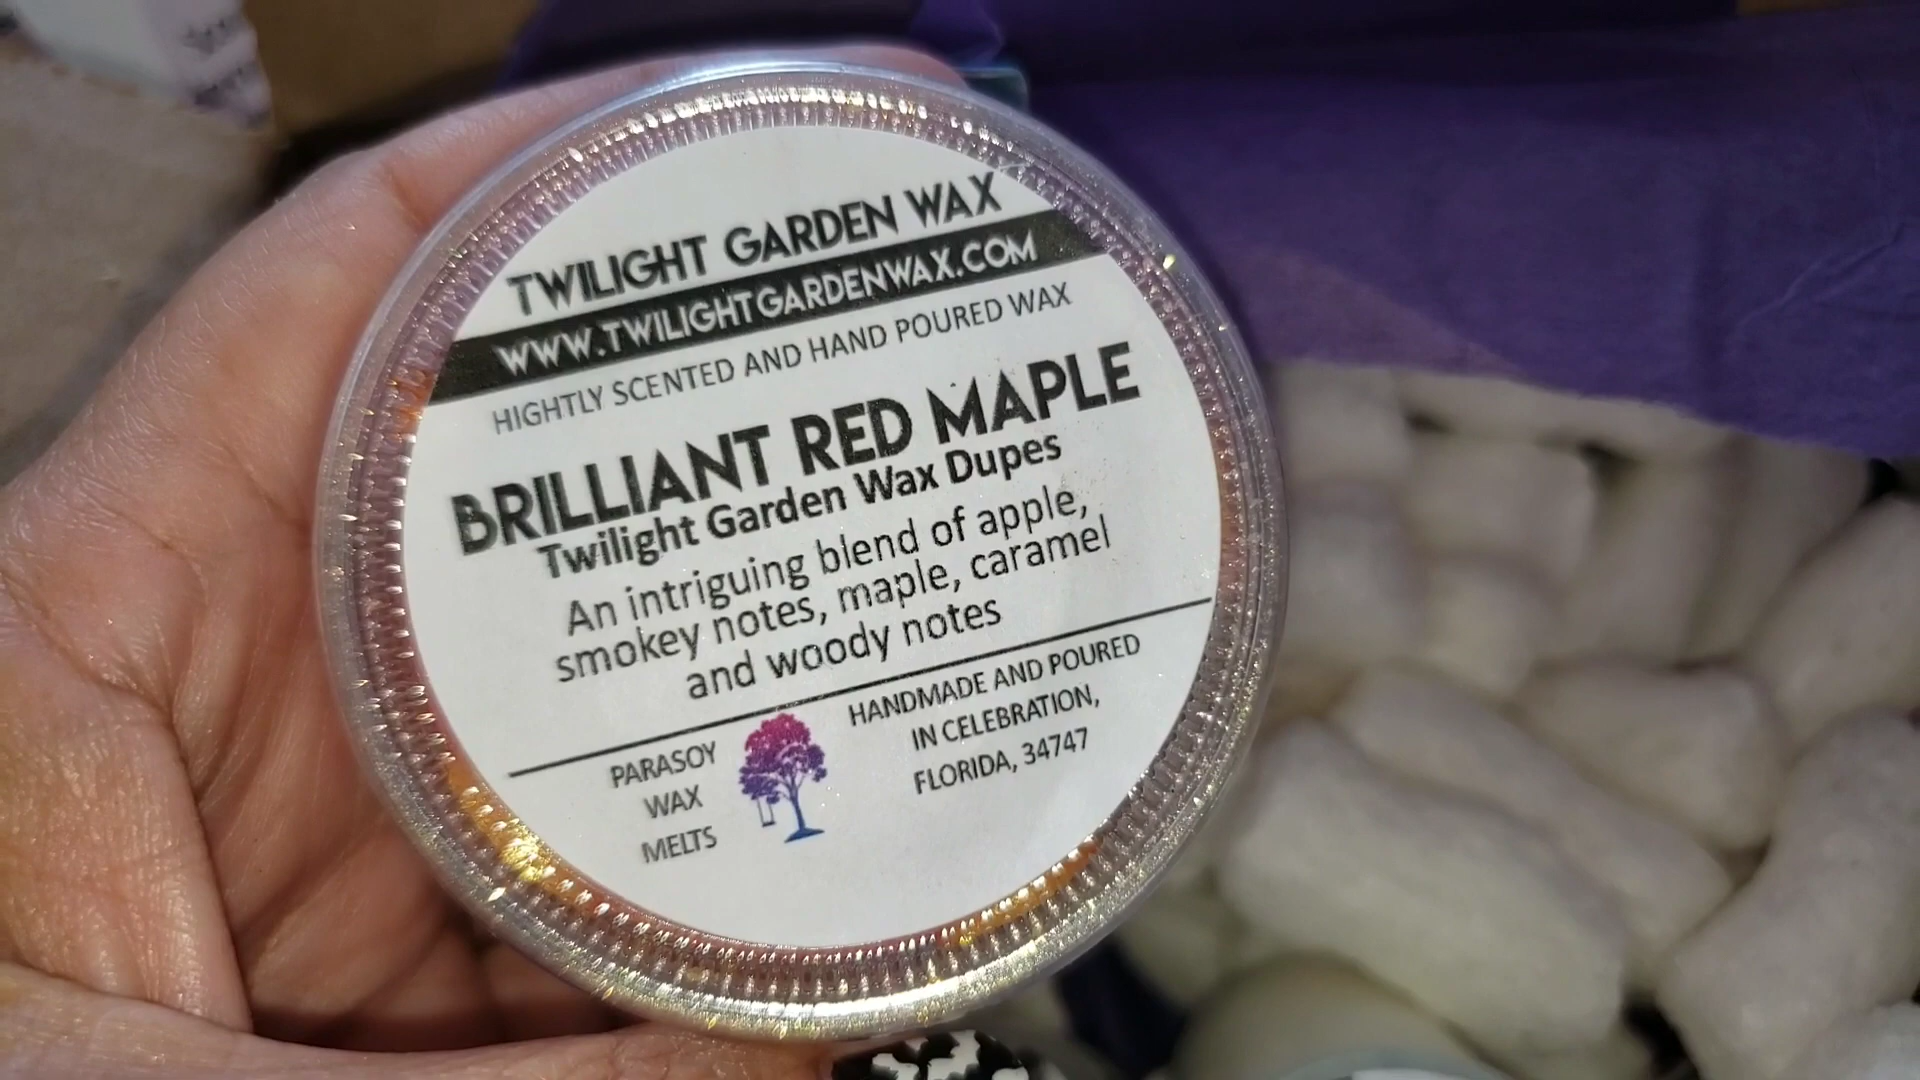 TWILIGHT GARDEN WAX
WWW.TWILIGHTGARDENWAX.COM
HIGHTLY SCENTED AND HAND POURED WAX
BRILLIANT RED MAPLE
Twilight Garden Wax Dupes
An intriguing blend of apple,
smokey notes, maple, caramel
and woody notes
PARASOY
WAX
MELTS
HANDMADE AND POURED
IN CELEBRATION,
FLORIDA, 34747